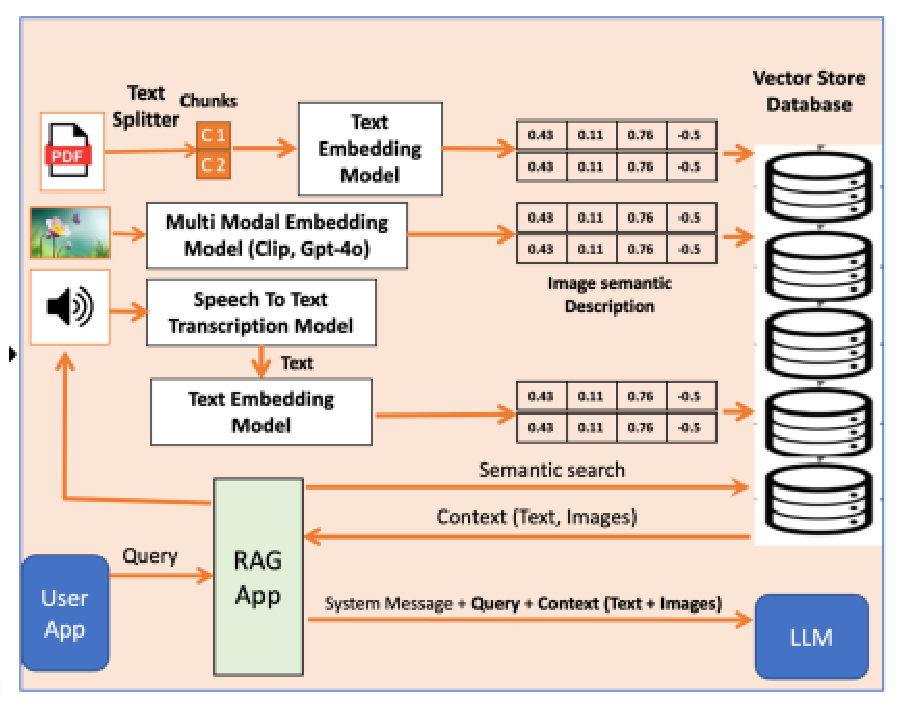 Vector Store
Database
Text
Splitter
Chunks
PDF
C 1
C 2
Text
Embedding
Model
0.43 0.11 0.76 -0.5
0.43 0.11 0.76 -0.5
Multi Modal Embedding
Model (Clip, Gpt-4o)
0.43 0.11 0.76 -0.5
0.43 0.11 0.76 -0.5
Image semantic
Description
Speech To Text
Transcription Model
Text
Text Embedding
Model
0.43 0.11 0.76 -0.5
0.43 0.11 0.76 -0.5
Semantic search
Context (Text, Images)
RAG
App
Query
User
App
System Message + Query + Context (Text + Images)
LLM